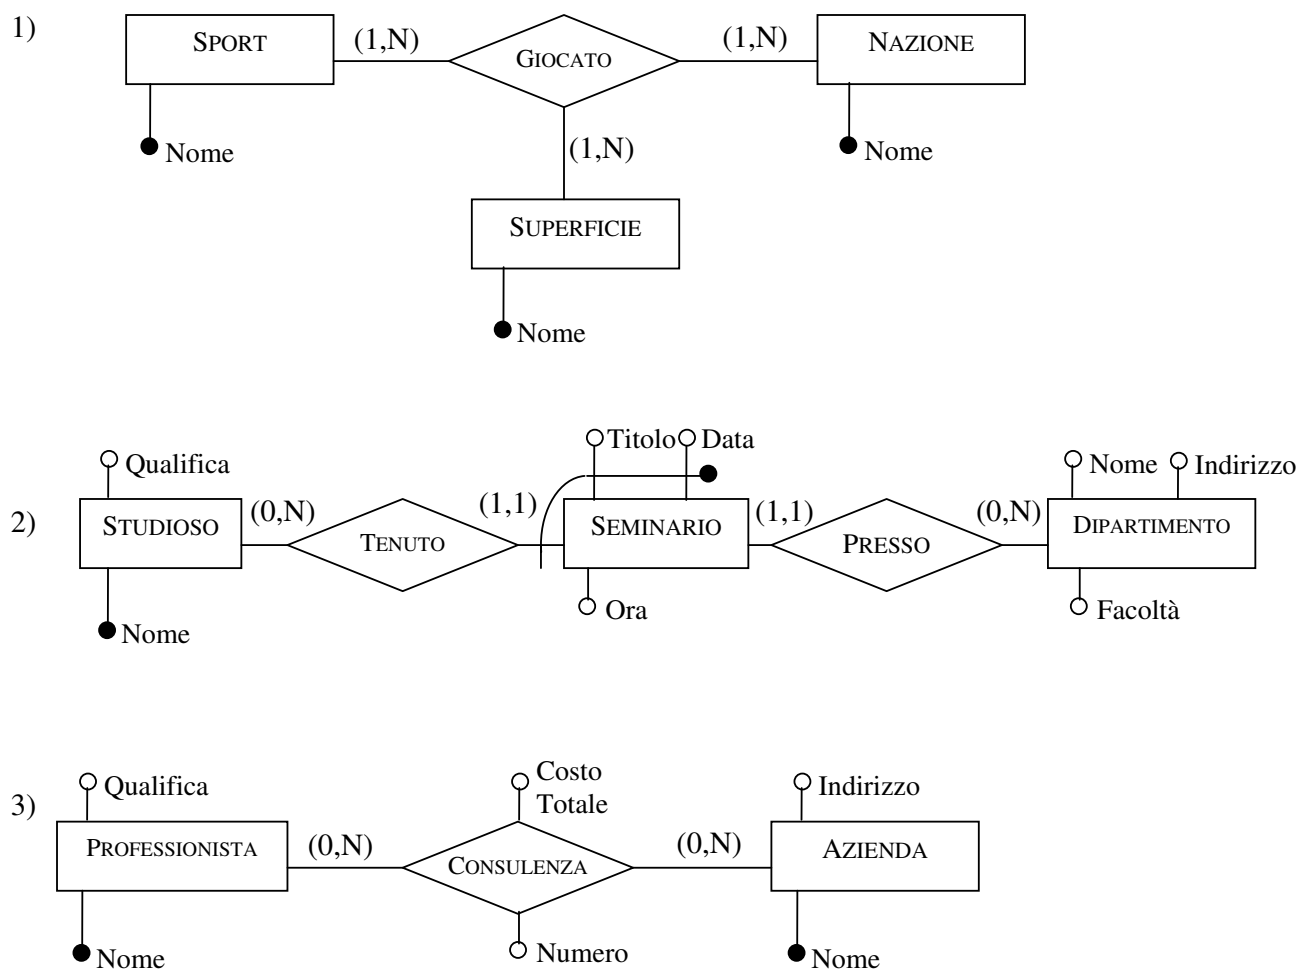 1)
SPORT (1,N) GIOCATO (1,N) NAZIONE
Nome (1,N) Nome
SUPERFICIE
Nome
Titolo Data
Qualifica Nome Indirizzo
2) STUDIOSO (0,N) TENUTO (1,1) SEMINARIO (1,1) PRESSO (0,N) DIPARTIMENTO
Nome Ora Facoltà
Qualifica Costo Indirizzo
Totale
3) PROFESSIONISTA (0,N) CONSULENZA (0,N) AZIENDA
Nome Numero Nome